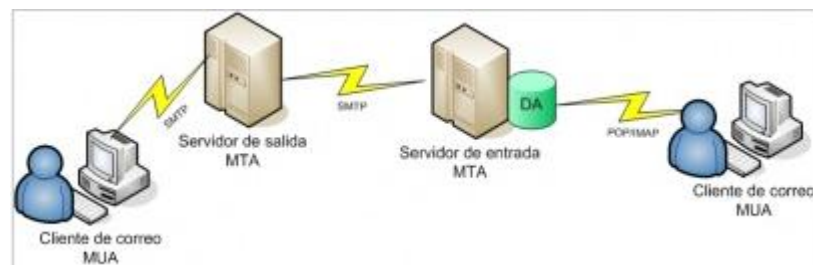 SMTP
Servidor de salida
MTA
SMTP
DA
Servidor de entrada
MTA
POP/IMAP
Cliente de correo
MUA
Cliente de correo
MUA